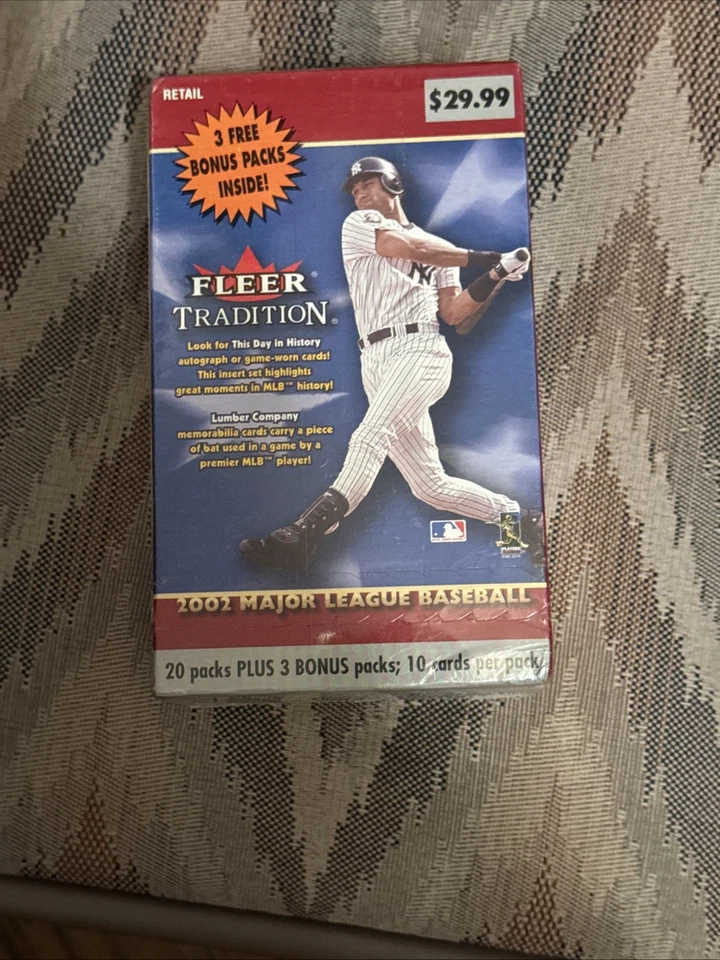 RETAIL
$29.99
3 FREE
BONUS PACKS
INSIDE!
NY
NY
FLEER®
TRADITION®
Look for This Day in History
autograph or game-worn cards!
This insert set highlights
great moments in MLB™ history!
Lumber Company
memorabilia cards carry a piece
of bat used in a game by a
premier MLB™ player!
2002 MAJOR LEAGUE BASEBALL
20 packs PLUS 3 BONUS packs; 10 cards per pack